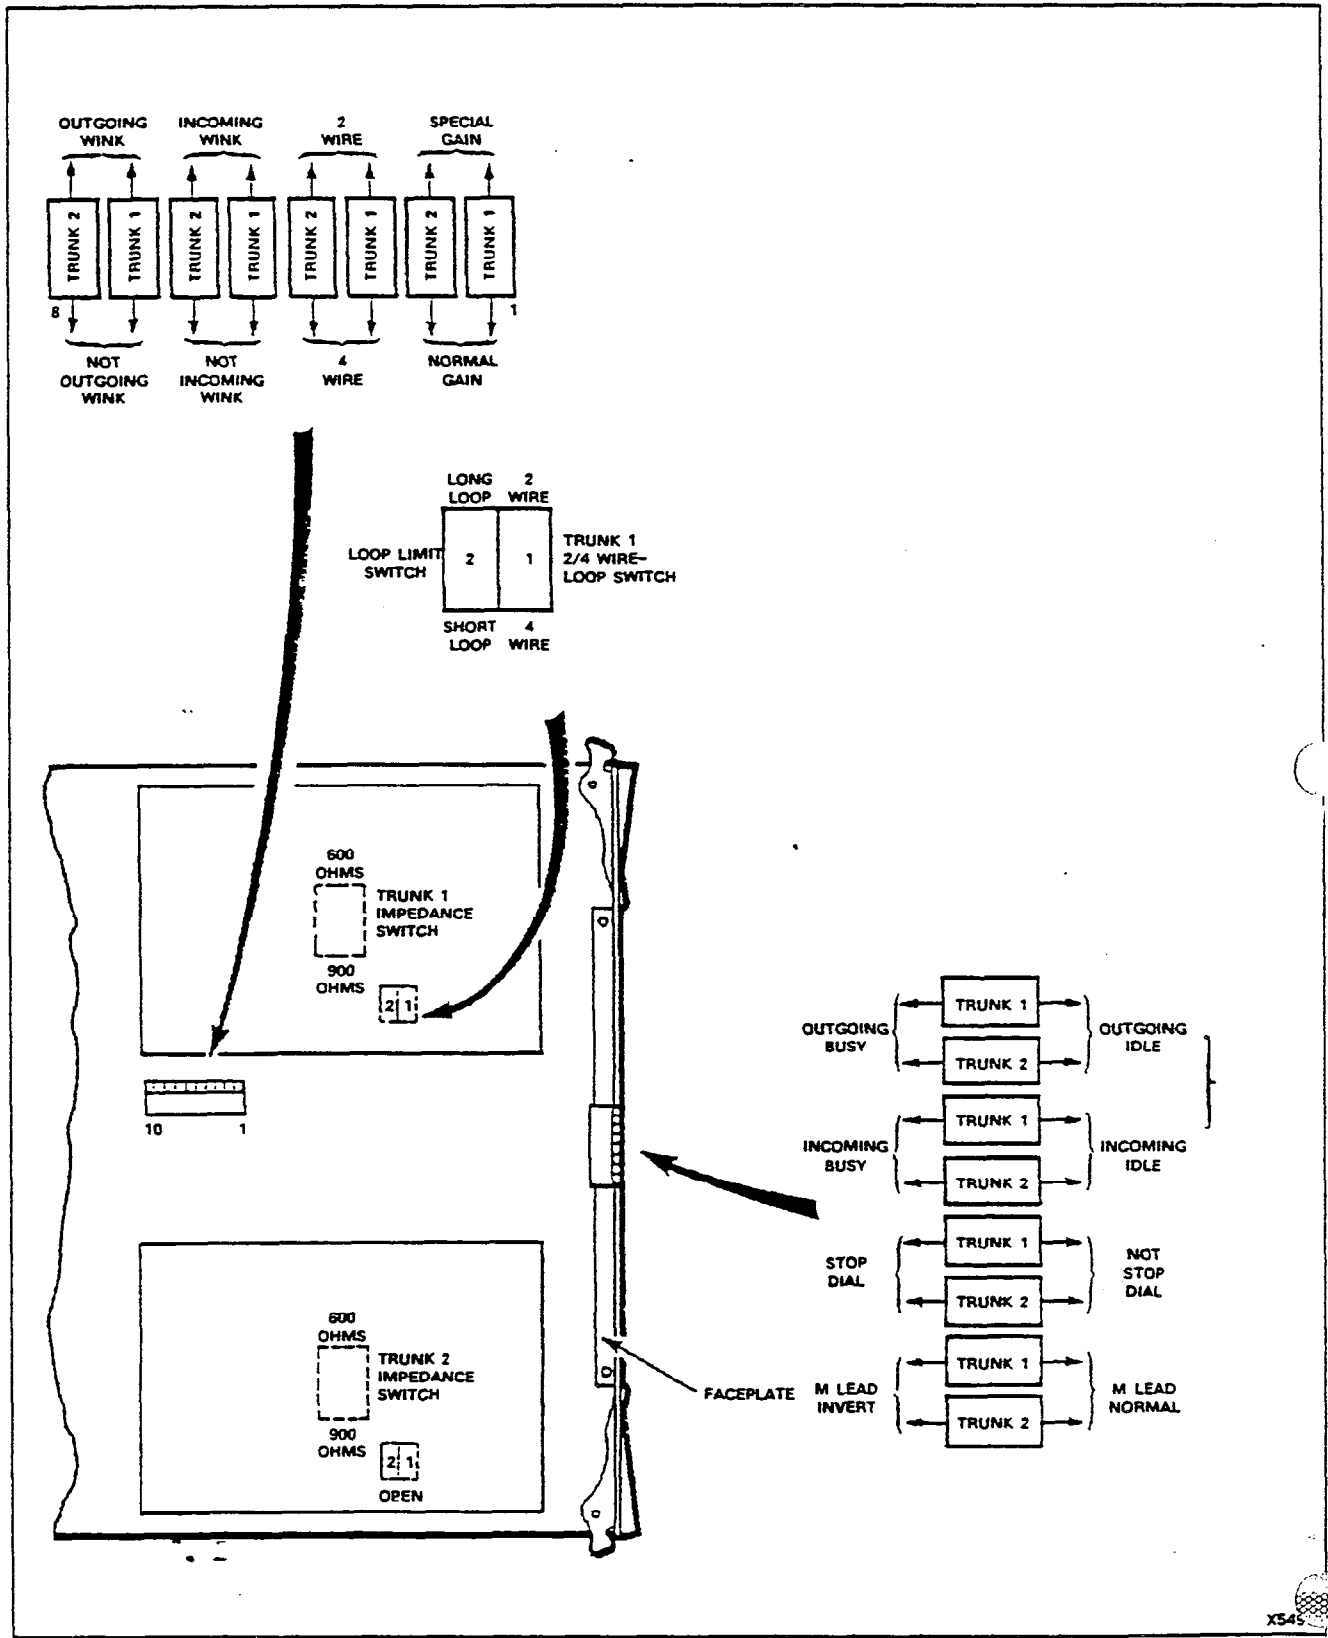 OUTGOING WINK
INCOMING WINK
2 WIRE
SPECIAL GAIN
TRUNK 2
TRUNK 1
TRUNK 2
TRUNK 1
TRUNK 2
TRUNK 1
TRUNK 2
TRUNK 1
8
1
NOT OUTGOING WINK
NOT INCOMING WINK
4 WIRE
NORMAL GAIN
LONG LOOP
2 WIRE
LOOP LIMIT SWITCH
2
1
TRUNK 1
2/4 WIRE–
LOOP SWITCH
SHORT LOOP
4 WIRE
600
OHMS
TRUNK 1
IMPEDANCE
SWITCH
900
OHMS
2 1
10
1
600
OHMS
TRUNK 2
IMPEDANCE
SWITCH
900
OHMS
2 1
OPEN
FACEPLATE
OUTGOING BUSY
TRUNK 1
TRUNK 2
OUTGOING IDLE
INCOMING BUSY
TRUNK 1
TRUNK 2
INCOMING IDLE
STOP DIAL
TRUNK 1
TRUNK 2
NOT STOP DIAL
M LEAD INVERT
TRUNK 1
TRUNK 2
M LEAD NORMAL